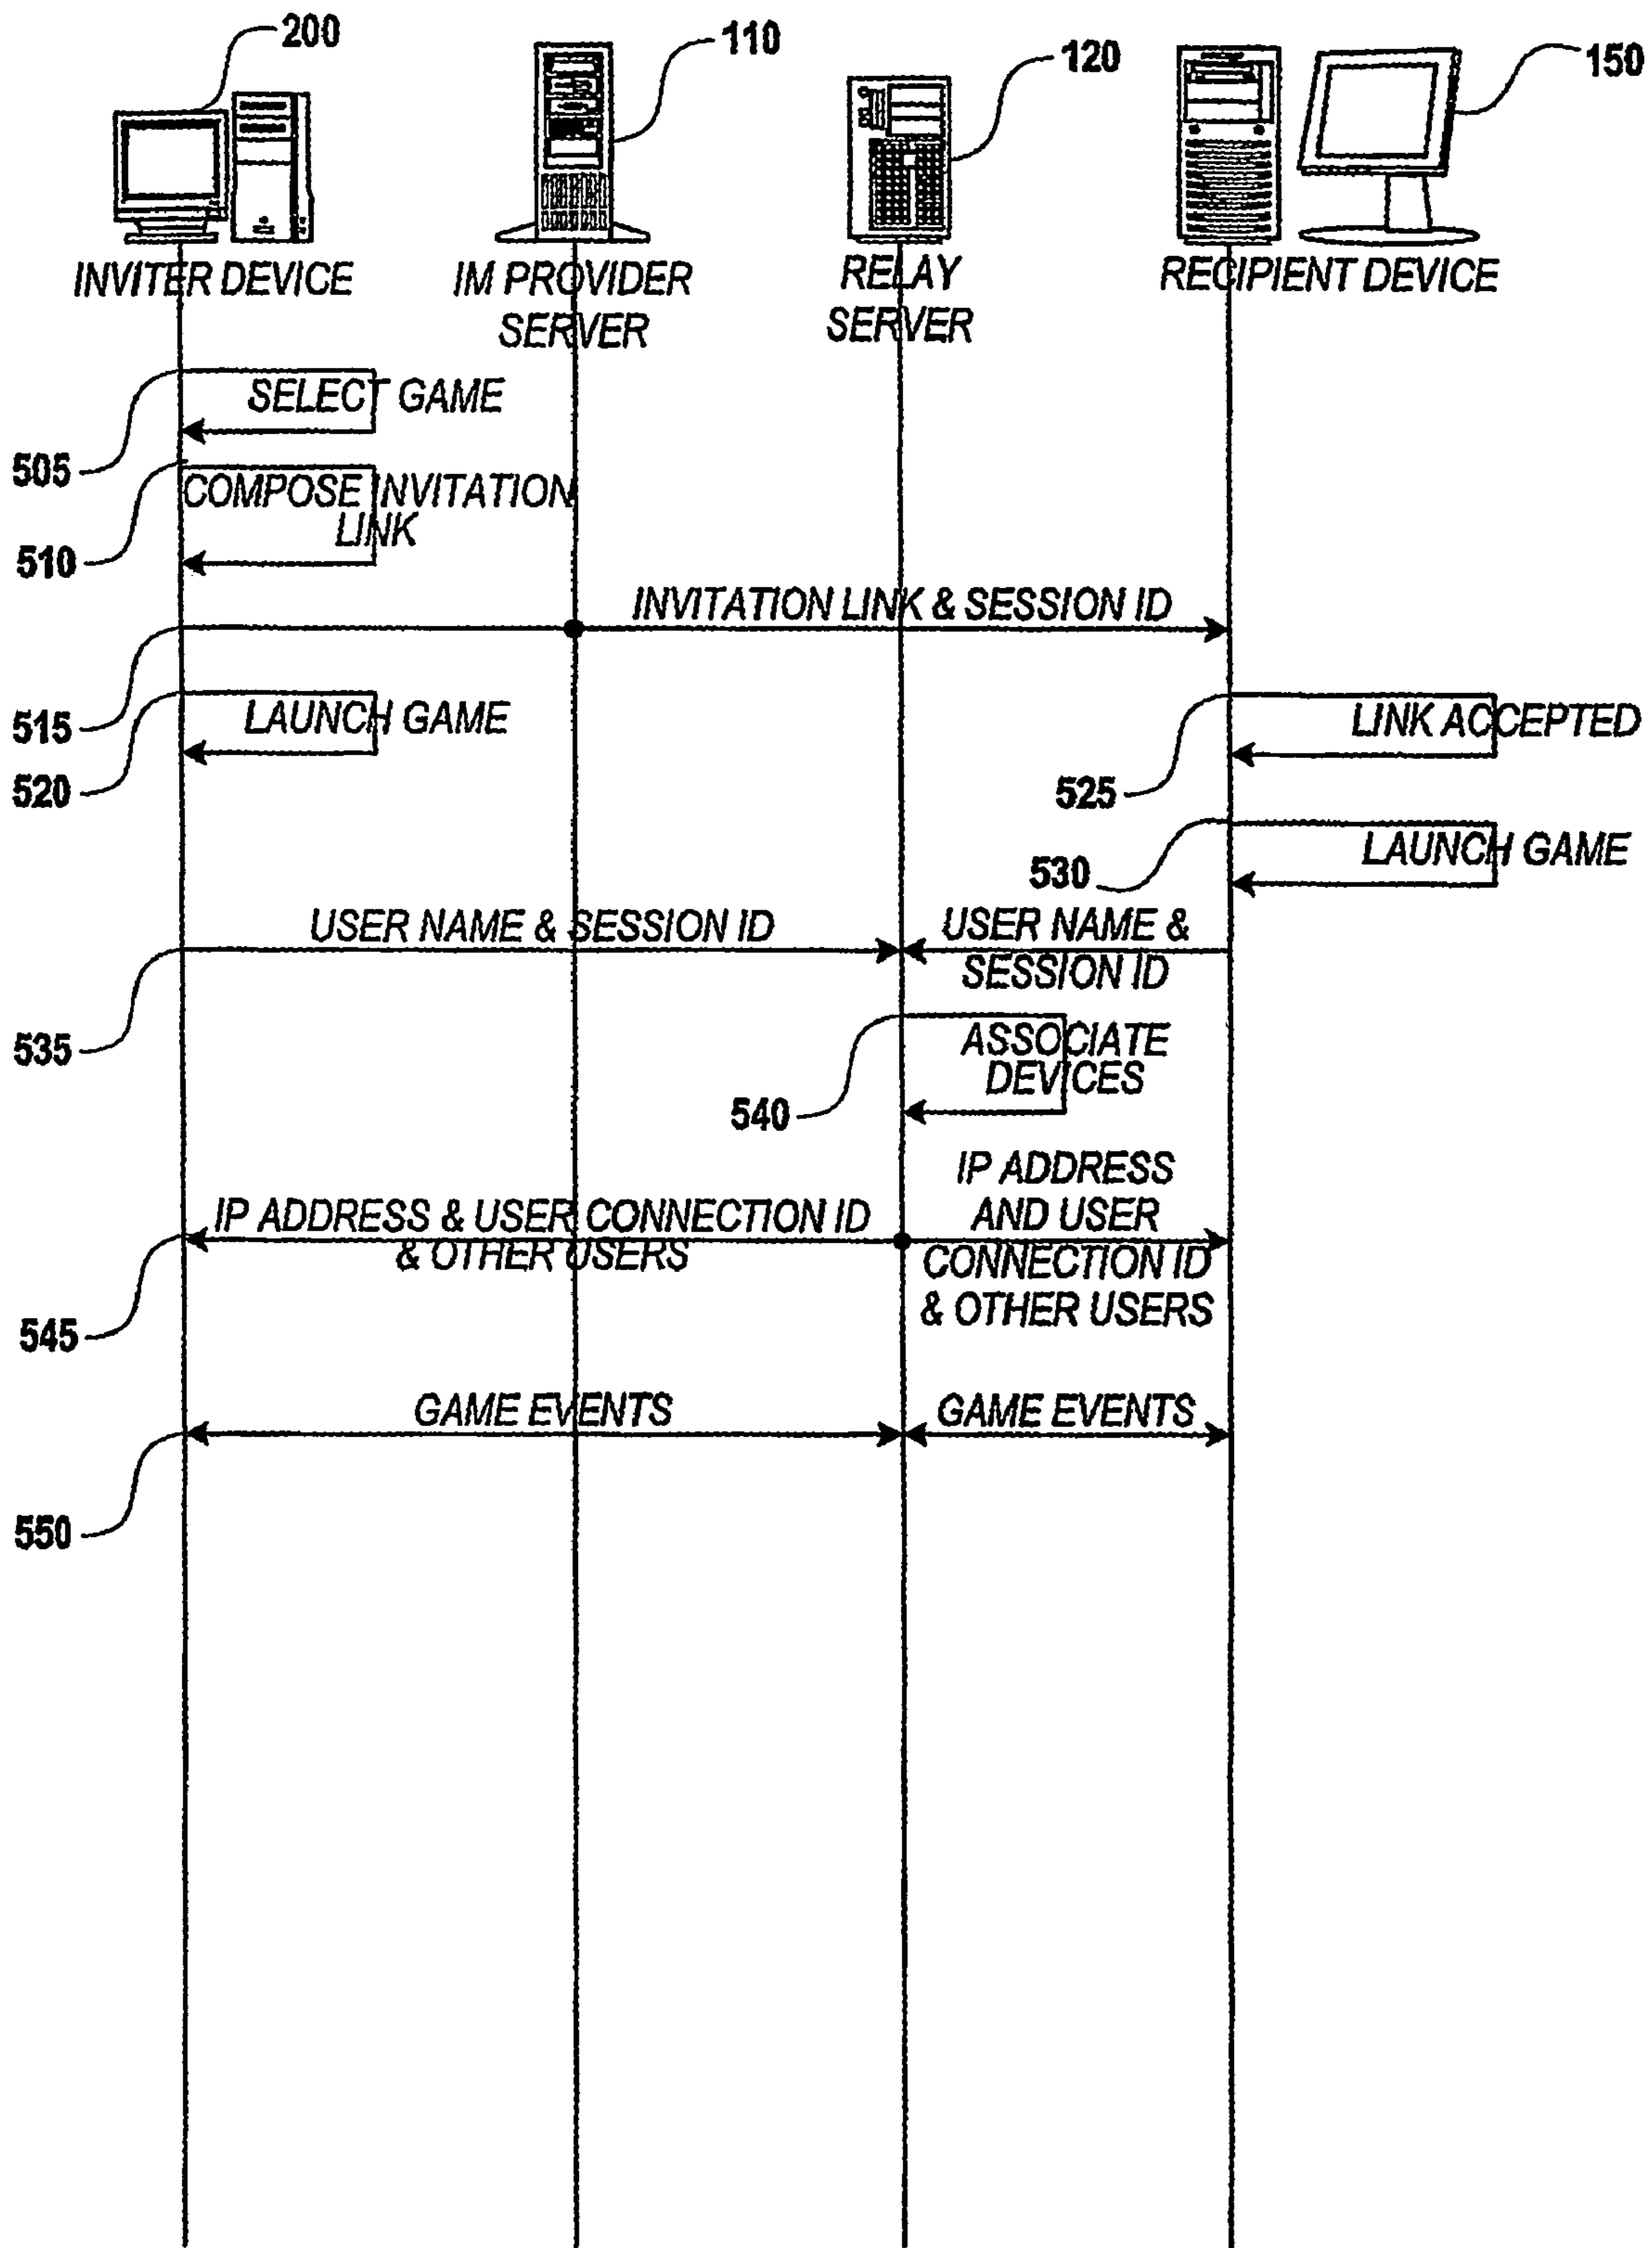 200
110
120
150
INVITER DEVICE
IM PROVIDER
SERVER
RELAY
SERVER
RECIPIENT DEVICE
SELECT GAME
505
COMPOSE INVITATION
LINK
510
INVITATION LINK & SESSION ID
515
LAUNCH GAME
520
LINK ACCEPTED
525
LAUNCH GAME
530
USER NAME & SESSION ID
USER NAME &
SESSION ID
535
ASSOCIATE
DEVICES
540
IP ADDRESS & USER CONNECTION ID
& OTHER USERS
IP ADDRESS
AND USER
CONNECTION ID
& OTHER USERS
545
GAME EVENTS
GAME EVENTS
550